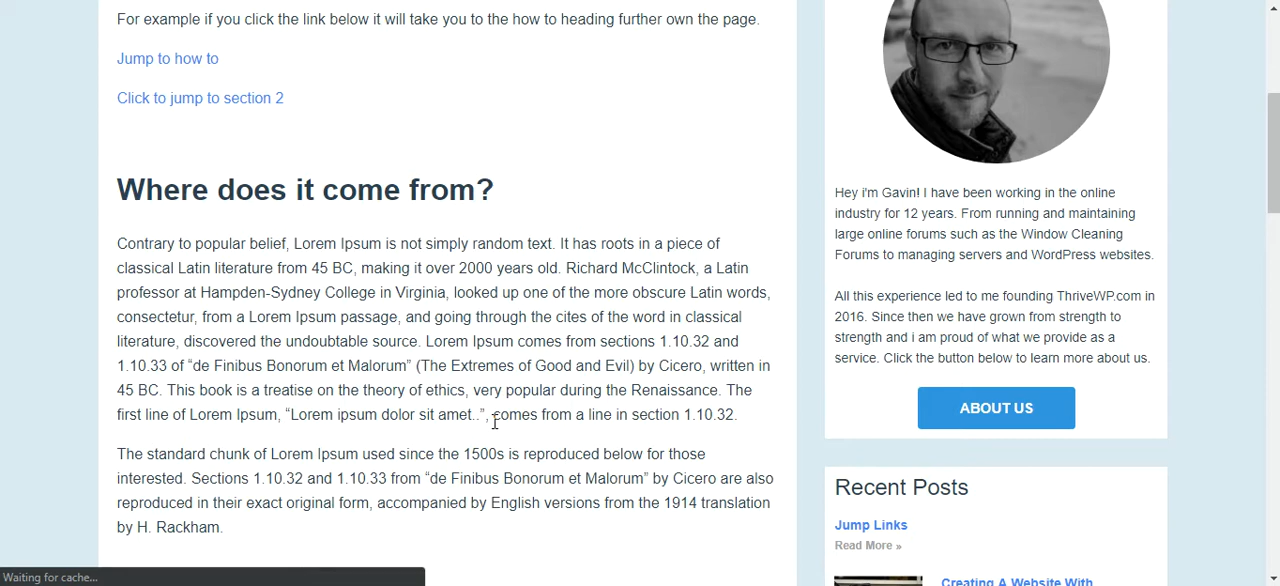 For example if you click the link below it will take you to the how to heading further own the page.
Jump to how to
Click to jump to section 2
Where does it come from?
Contrary to popular belief, Lorem Ipsum is not simply random text. It has roots in a piece of
classical Latin literature from 45 BC, making it over 2000 years old. Richard McClintock, a Latin
professor at Hampden-Sydney College in Virginia, looked up one of the more obscure Latin words,
consectetur, from a Lorem Ipsum passage, and going through the cites of the word in classical
literature, discovered the undoubtable source. Lorem Ipsum comes from sections 1.10.32 and
1.10.33 of “de Finibus Bonorum et Malorum” (The Extremes of Good and Evil) by Cicero, written in
45 BC. This book is a treatise on the theory of ethics, very popular during the Renaissance. The
first line of Lorem Ipsum, “Lorem ipsum dolor sit amet..”, comes from a line in section 1.10.32.
The standard chunk of Lorem Ipsum used since the 1500s is reproduced below for those
interested. Sections 1.10.32 and 1.10.33 from “de Finibus Bonorum et Malorum” by Cicero are also
reproduced in their exact original form, accompanied by English versions from the 1914 translation
by H. Rackham.
Waiting for cache...
Hey i'm Gavin! I have been working in the online
industry for 12 years. From running and maintaining
large online forums such as the Window Cleaning
Forums to managing servers and WordPress websites.
All this experience led to me founding ThriveWP.com in
2016. Since then we have grown from strength to
strength and i am proud of what we provide as a
service. Click the button below to learn more about us.
ABOUT US
Recent Posts
Jump Links
Read More »
Creating A Website With